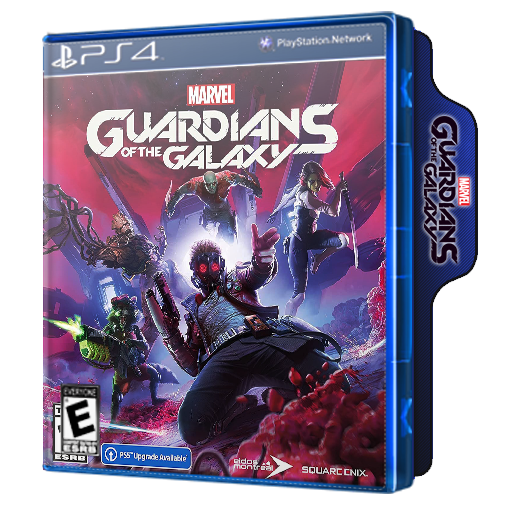 PS4
PlayStation Network
MARVEL
GUARDIANS
OF THE GALAXY
EVERYONE
E
ESRB
PS5™ Upgrade Available
eidos
montréal
SQUARE ENIX.
MARVEL
GUARDIANS
OF THE
GALAXY